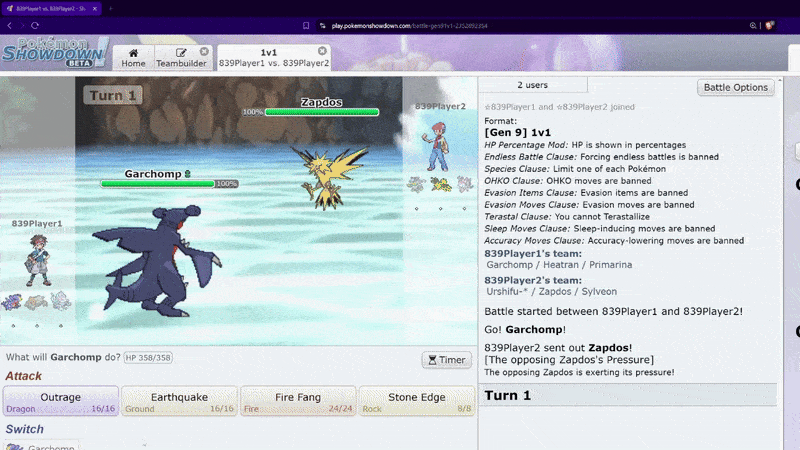 839Player1 vs. 839Player2 - Sh
play.pokemonshowdown.com/battle-gen91v1-2352892354
Pokémon
SHOWDOWN!
BETA
Home
Teambuilder
1v1
839Player1 vs. 839Player2
Turn 1
Zapdos
100%
839Player2
Garchomp
100%
839Player1
What will Garchomp do? HP 358/358
Timer
Attack
Outrage
Dragon 16/16
Earthquake
Ground 16/16
Fire Fang
Fire 24/24
Stone Edge
Rock 8/8
Switch
Garchomp
2 users
Battle Options
☆839Player1 and ☆839Player2 joined
Format:
[Gen 9] 1v1
HP Percentage Mod: HP is shown in percentages
Endless Battle Clause: Forcing endless battles is banned
Species Clause: Limit one of each Pokémon
OHKO Clause: OHKO moves are banned
Evasion Items Clause: Evasion items are banned
Evasion Moves Clause: Evasion moves are banned
Terastal Clause: You cannot Terastallize
Sleep Moves Clause: Sleep-inducing moves are banned
Accuracy Moves Clause: Accuracy-lowering moves are banned
839Player1's team:
Garchomp / Heatran / Primarina
839Player2's team:
Urshifu-* / Zapdos / Sylveon
Battle started between 839Player1 and 839Player2!
Go! Garchomp!
839Player2 sent out Zapdos!
[The opposing Zapdos's Pressure]
The opposing Zapdos is exerting its pressure!
Turn 1